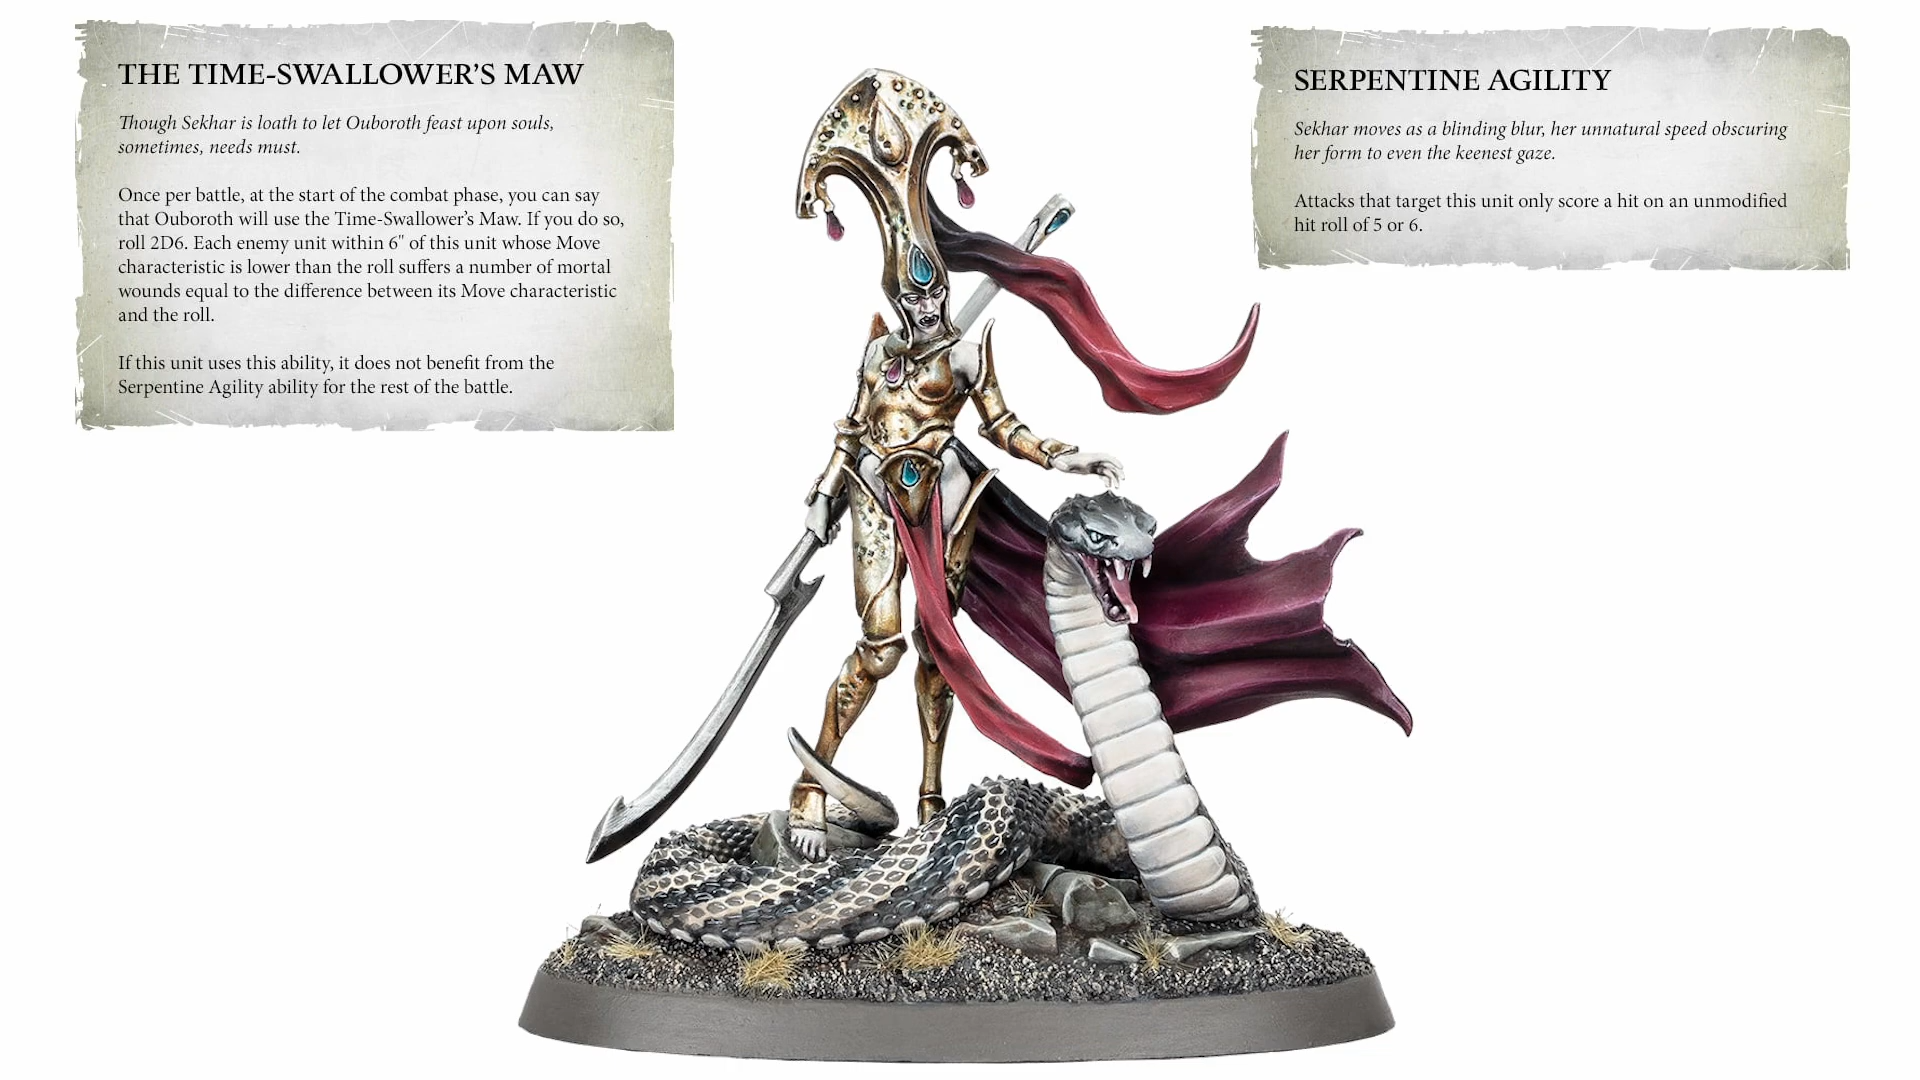 THE TIME-SWALLOWER’S MAW
Though Sekhar is loath to let Ouboroth feast upon souls,
sometimes, needs must.
Once per battle, at the start of the combat phase, you can say
that Ouboroth will use the Time-Swallower’s Maw. If you do so,
roll 2D6. Each enemy unit within 6" of this unit whose Move
characteristic is lower than the roll suffers a number of mortal
wounds equal to the difference between its Move characteristic
and the roll.
If this unit uses this ability, it does not benefit from the
Serpentine Agility ability for the rest of the battle.
SERPENTINE AGILITY
Sekhar moves as a blinding blur, her unnatural speed obscuring
her form to even the keenest gaze.
Attacks that target this unit only score a hit on an unmodified
hit roll of 5 or 6.